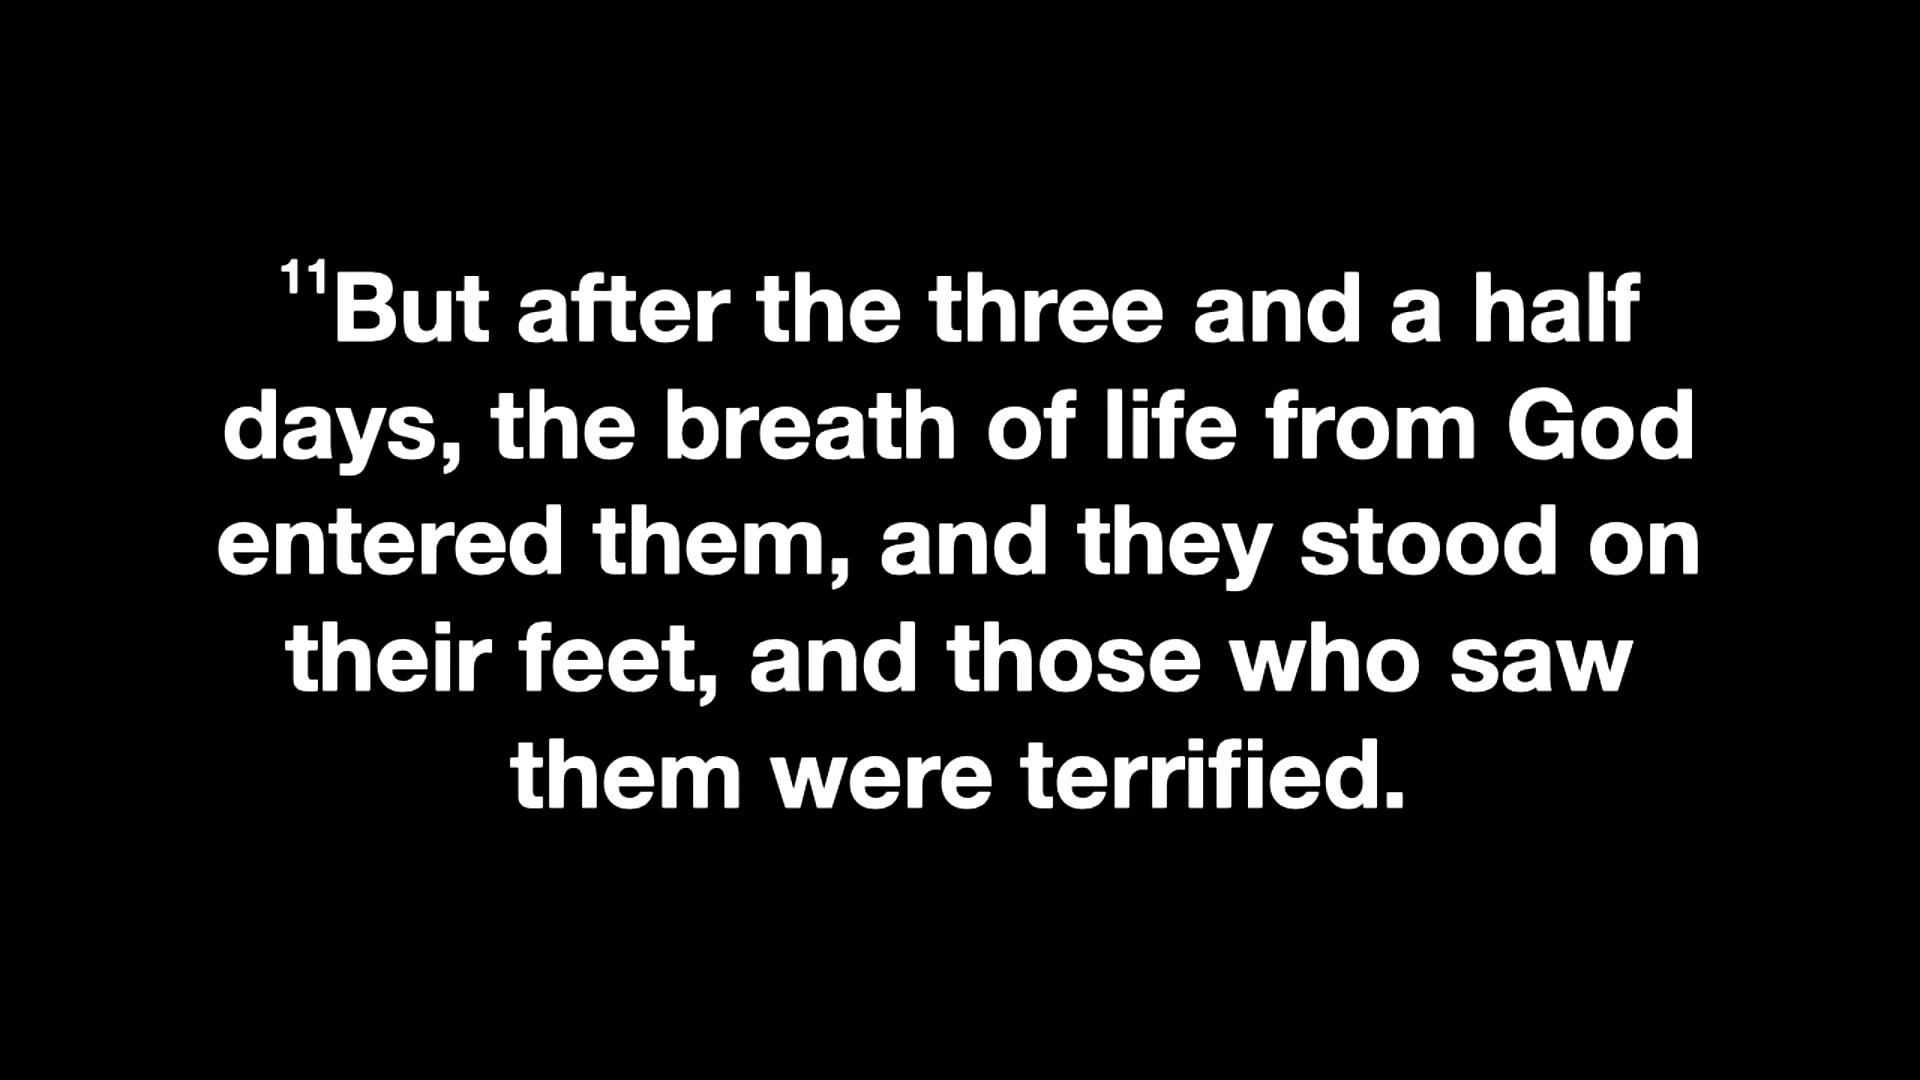 ¹¹But after the three and a half
days, the breath of life from God
entered them, and they stood on
their feet, and those who saw
them were terrified.